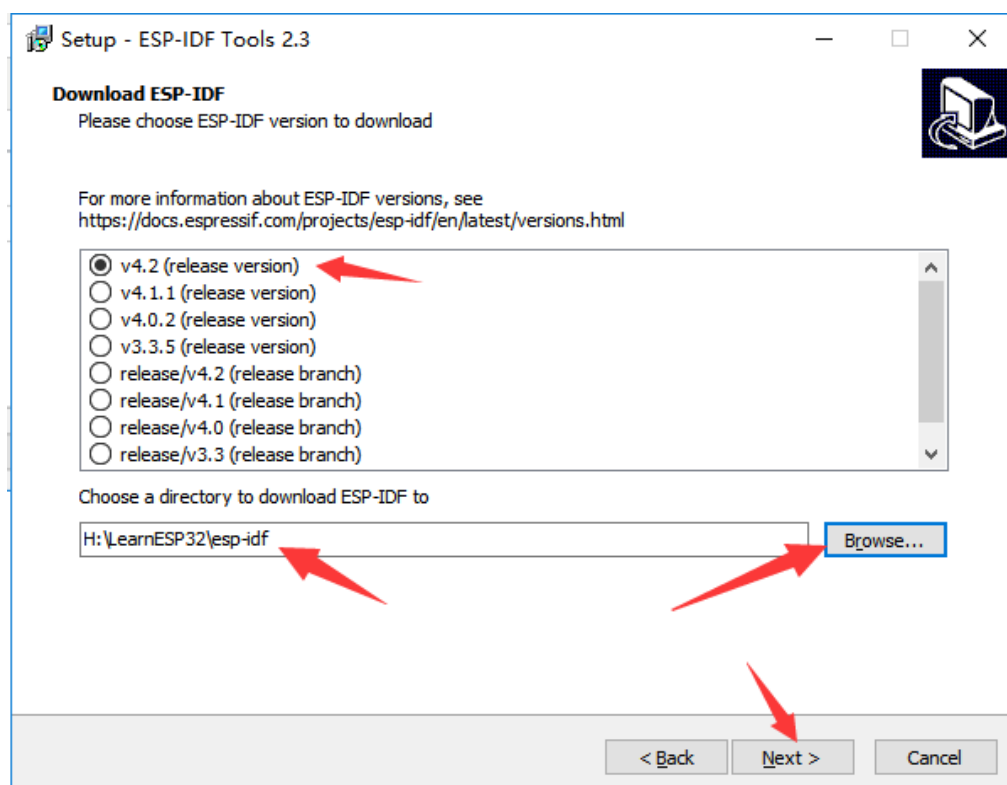 Setup - ESP-IDF Tools 2.3
Download ESP-IDF
Please choose ESP-IDF version to download
For more information about ESP-IDF versions, see
https://docs.espressif.com/projects/esp-idf/en/latest/versions.html
v4.2 (release version)
v4.1.1 (release version)
v4.0.2 (release version)
v3.3.5 (release version)
release/v4.2 (release branch)
release/v4.1 (release branch)
release/v4.0 (release branch)
release/v3.3 (release branch)
Choose a directory to download ESP-IDF to
H:\LearnESP32\esp-idf
Browse...
< Back
Next >
Cancel